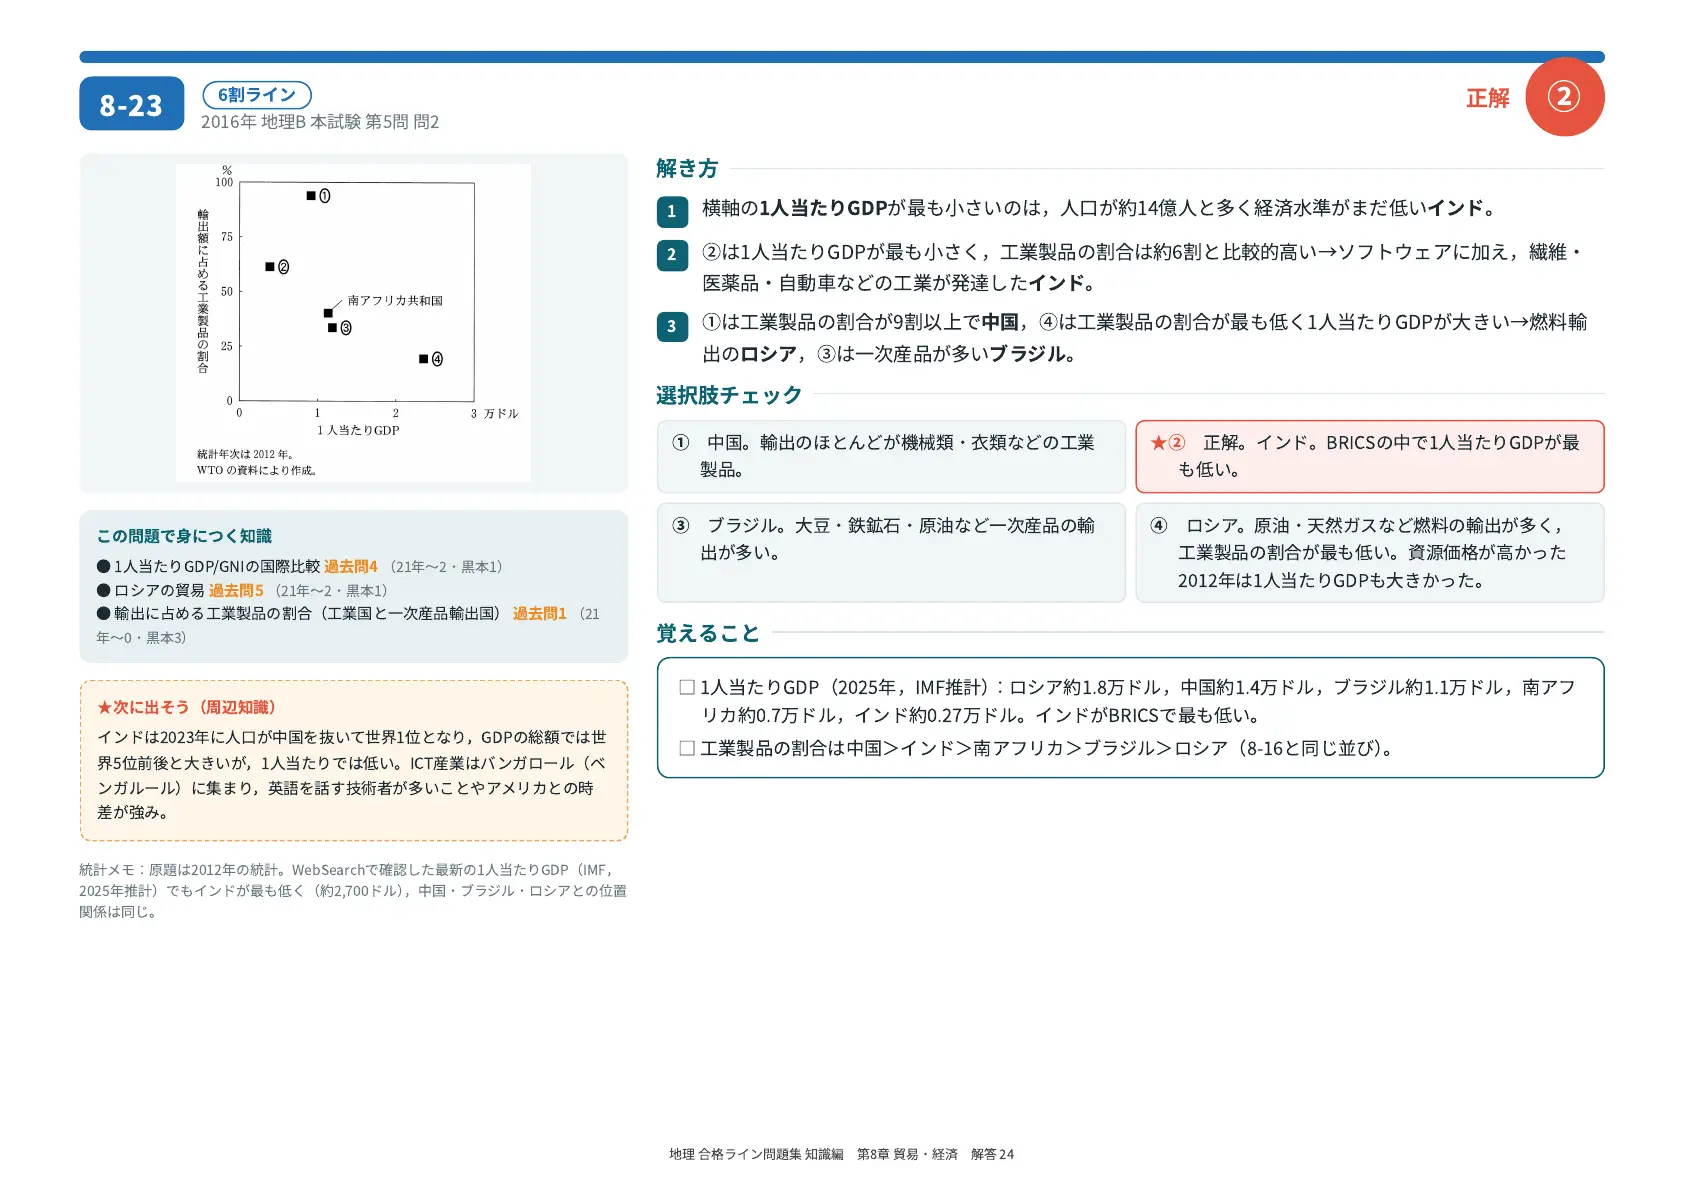 8-23
6割ライン
2016年 地理B 本試験 第5問 問2
正解 ②
%
100
75
50
25
0
輸出額に占める工業製品の割合
①
②
南アフリカ共和国
③
④
0 1 2 3 万ドル
1人当たりGDP
統計年次は 2012 年。
WTO の資料により作成。
この問題で身につく知識
● 1人当たりGDP/GNIの国際比較 過去問4 （21年〜2・黒本1）
● ロシアの貿易 過去問5 （21年〜2・黒本1）
● 輸出に占める工業製品の割合（工業国と一次産品輸出国） 過去問1 （21
年〜0・黒本3）
★次に出そう（周辺知識）
インドは2023年に人口が中国を抜いて世界1位となり，GDPの総額では世
界5位前後と大きいが，1人当たりでは低い。ICT産業はバンガロール（ベ
ンガルール）に集まり，英語を話す技術者が多いことやアメリカとの時
差が強み。
統計メモ：原題は2012年の統計。WebSearchで確認した最新の1人当たりGDP（IMF，
2025年推計）でもインドが最も低く（約2,700ドル），中国・ブラジル・ロシアとの位置
関係は同じ。
解き方
1 横軸の1人当たりGDPが最も小さいのは，人口が約14億人と多く経済水準がまだ低いインド。
2 ②は1人当たりGDPが最も小さく，工業製品の割合は約6割と比較的高い→ソフトウェアに加え，繊維・
医薬品・自動車などの工業が発達したインド。
3 ①は工業製品の割合が9割以上で中国，④は工業製品の割合が最も低く1人当たりGDPが大きい→燃料輸
出のロシア，③は一次産品が多いブラジル。
選択肢チェック
① 中国。輸出のほとんどが機械類・衣類などの工業
製品。
★② 正解。インド。BRICSの中で1人当たりGDPが最
も低い。
③ ブラジル。大豆・鉄鉱石・原油など一次産品の輸
出が多い。
④ ロシア。原油・天然ガスなど燃料の輸出が多く，
工業製品の割合が最も低い。資源価格が高かった
2012年は1人当たりGDPも大きかった。
覚えること
□ 1人当たりGDP（2025年，IMF推計）：ロシア約1.8万ドル，中国約1.4万ドル，ブラジル約1.1万ドル，南アフ
リカ約0.7万ドル，インド約0.27万ドル。インドがBRICSで最も低い。
□ 工業製品の割合は中国＞インド＞南アフリカ＞ブラジル＞ロシア（8-16と同じ並び）。
地理 合格ライン問題集 知識編 第8章 貿易・経済 解答 24